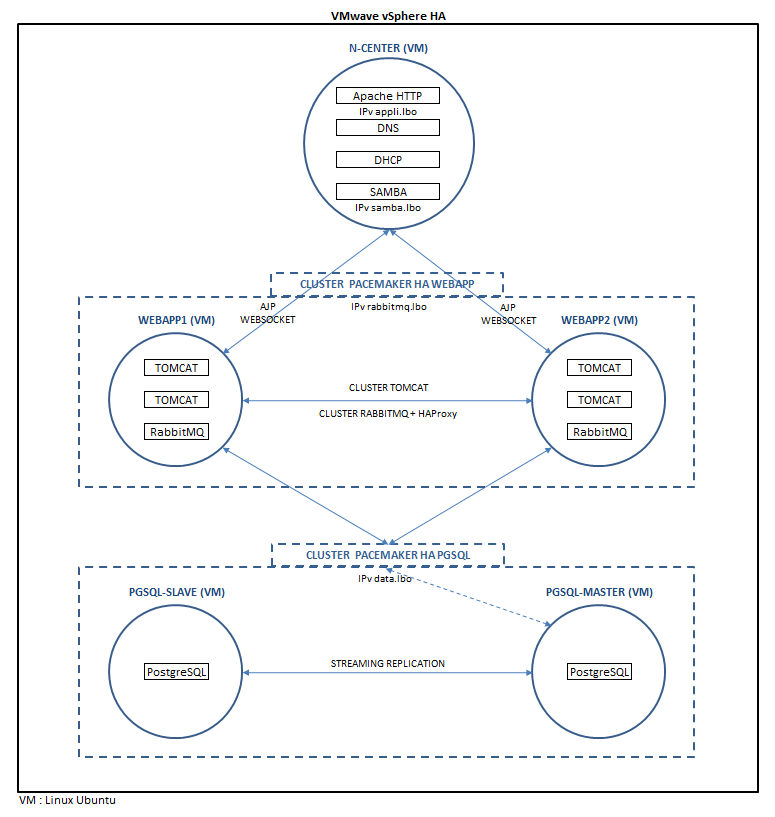 VMwave vSphere HA
N-CENTER (VM)
Apache HTTP
IPv appli.lbo
DNS
DHCP
SAMBA
IPv samba.lbo
CLUSTER PACEMAKER HA WEBAPP
IPv rabbitmq.lbo
AJP
WEBSOCKET
AJP
WEBSOCKET
WEBAPP1 (VM)
WEBAPP2 (VM)
TOMCAT
TOMCAT
RabbitMQ
TOMCAT
TOMCAT
RabbitMQ
CLUSTER TOMCAT
CLUSTER RABBITMQ + HAProxy
CLUSTER PACEMAKER HA PGSQL
IPv data.lbo
PGSQL-SLAVE (VM)
PGSQL-MASTER (VM)
PostgreSQL
STREAMING REPLICATION
PostgreSQL
VM : Linux Ubuntu